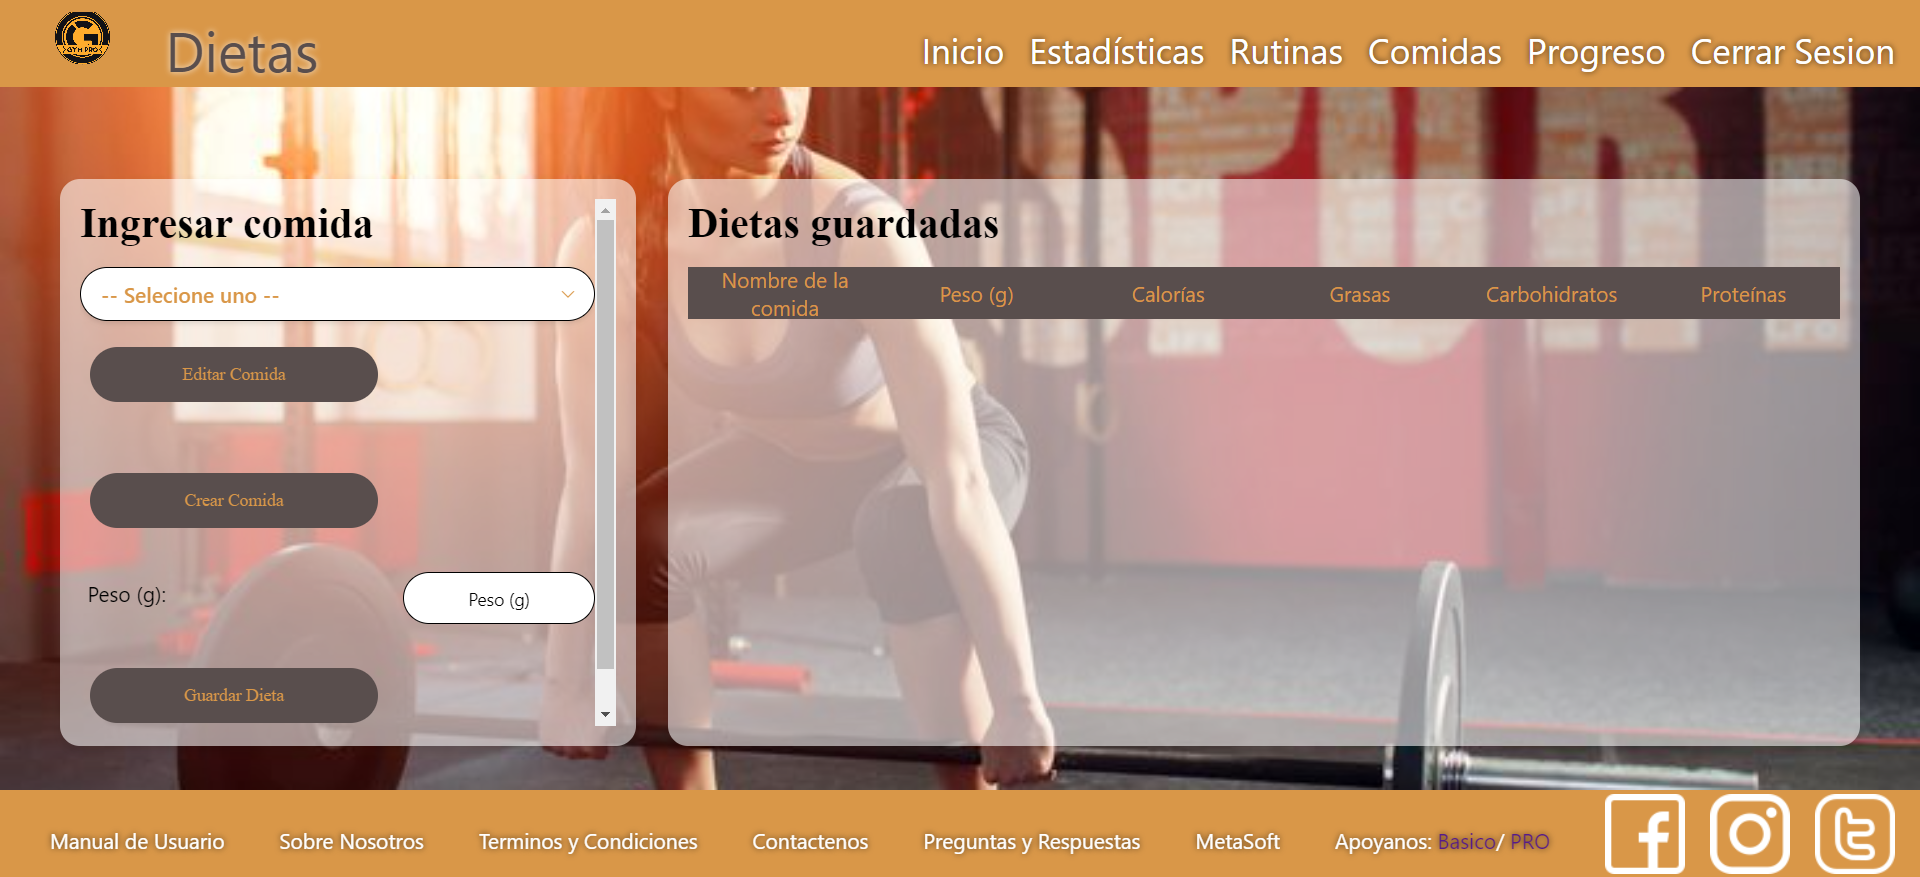 GYM PRO
Dietas
Inicio Estadísticas Rutinas Comidas Progreso Cerrar Sesion
Ingresar comida
-- Selecione uno --
Editar Comida
Crear Comida
Peso (g):
Peso (g)
Guardar Dieta
Dietas guardadas
Nombre de la comida
Peso (g)
Calorías
Grasas
Carbohidratos
Proteínas
Manual de Usuario
Sobre Nosotros
Terminos y Condiciones
Contactenos
Preguntas y Respuestas
MetaSoft
Apoyanos: Basico/ PRO